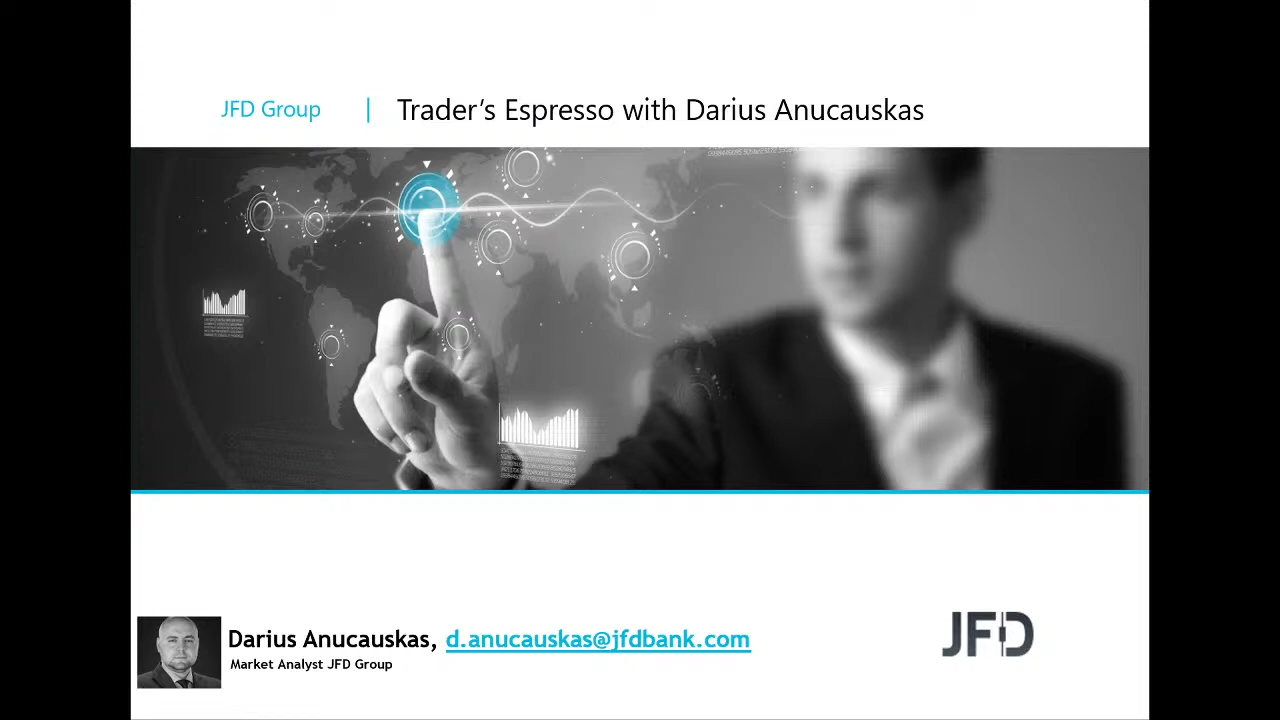 JFD Group | Trader’s Espresso with Darius Anucauskas
Darius Anucauskas, d.anucauskas@jfdbank.com
Market Analyst JFD Group
JFD